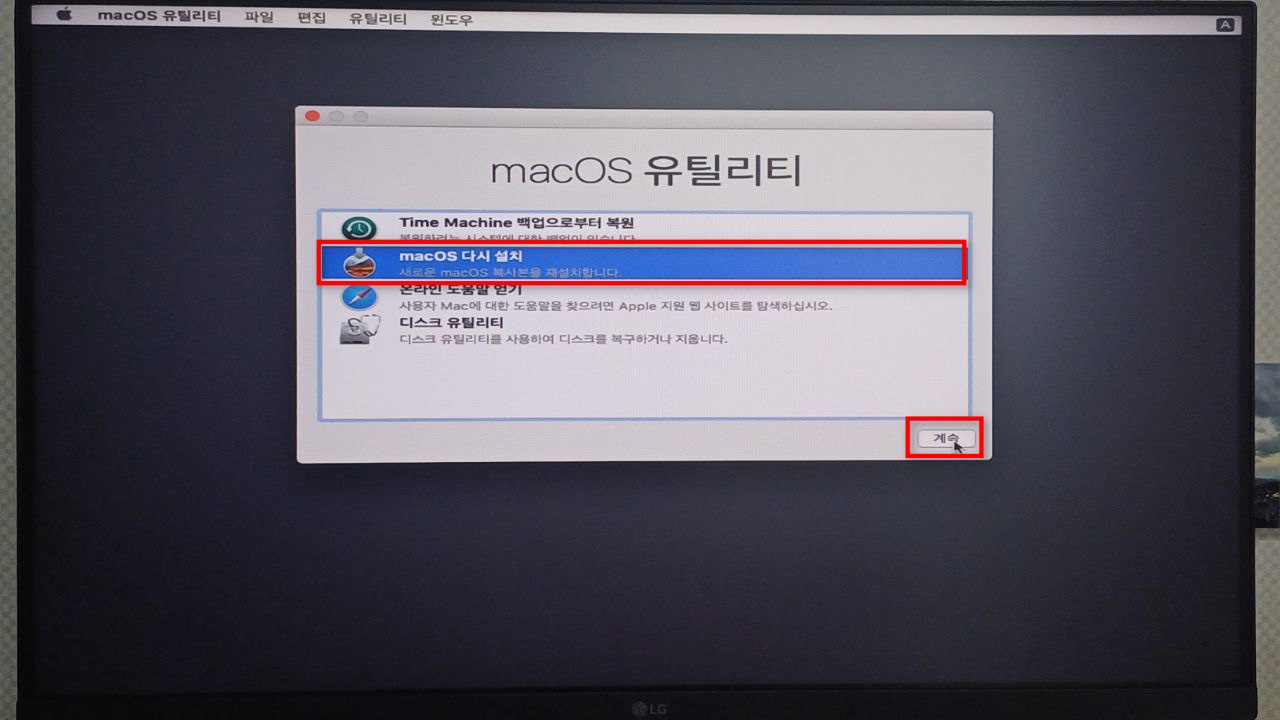 macOS 유틸리티 파일 편집 유틸리티 윈도우 A
macOS 유틸리티
Time Machine 백업으로부터 복원
복원하려는 시스템에 대한 백업이 있습니다.
macOS 다시 설치
새로운 macOS 복사본을 재설치합니다.
온라인 도움말 얻기
사용자 Mac에 대한 도움말을 찾으려면 Apple 지원 웹 사이트를 탐색하십시오.
디스크 유틸리티
디스크 유틸리티를 사용하여 디스크를 복구하거나 지웁니다.
계속
LG